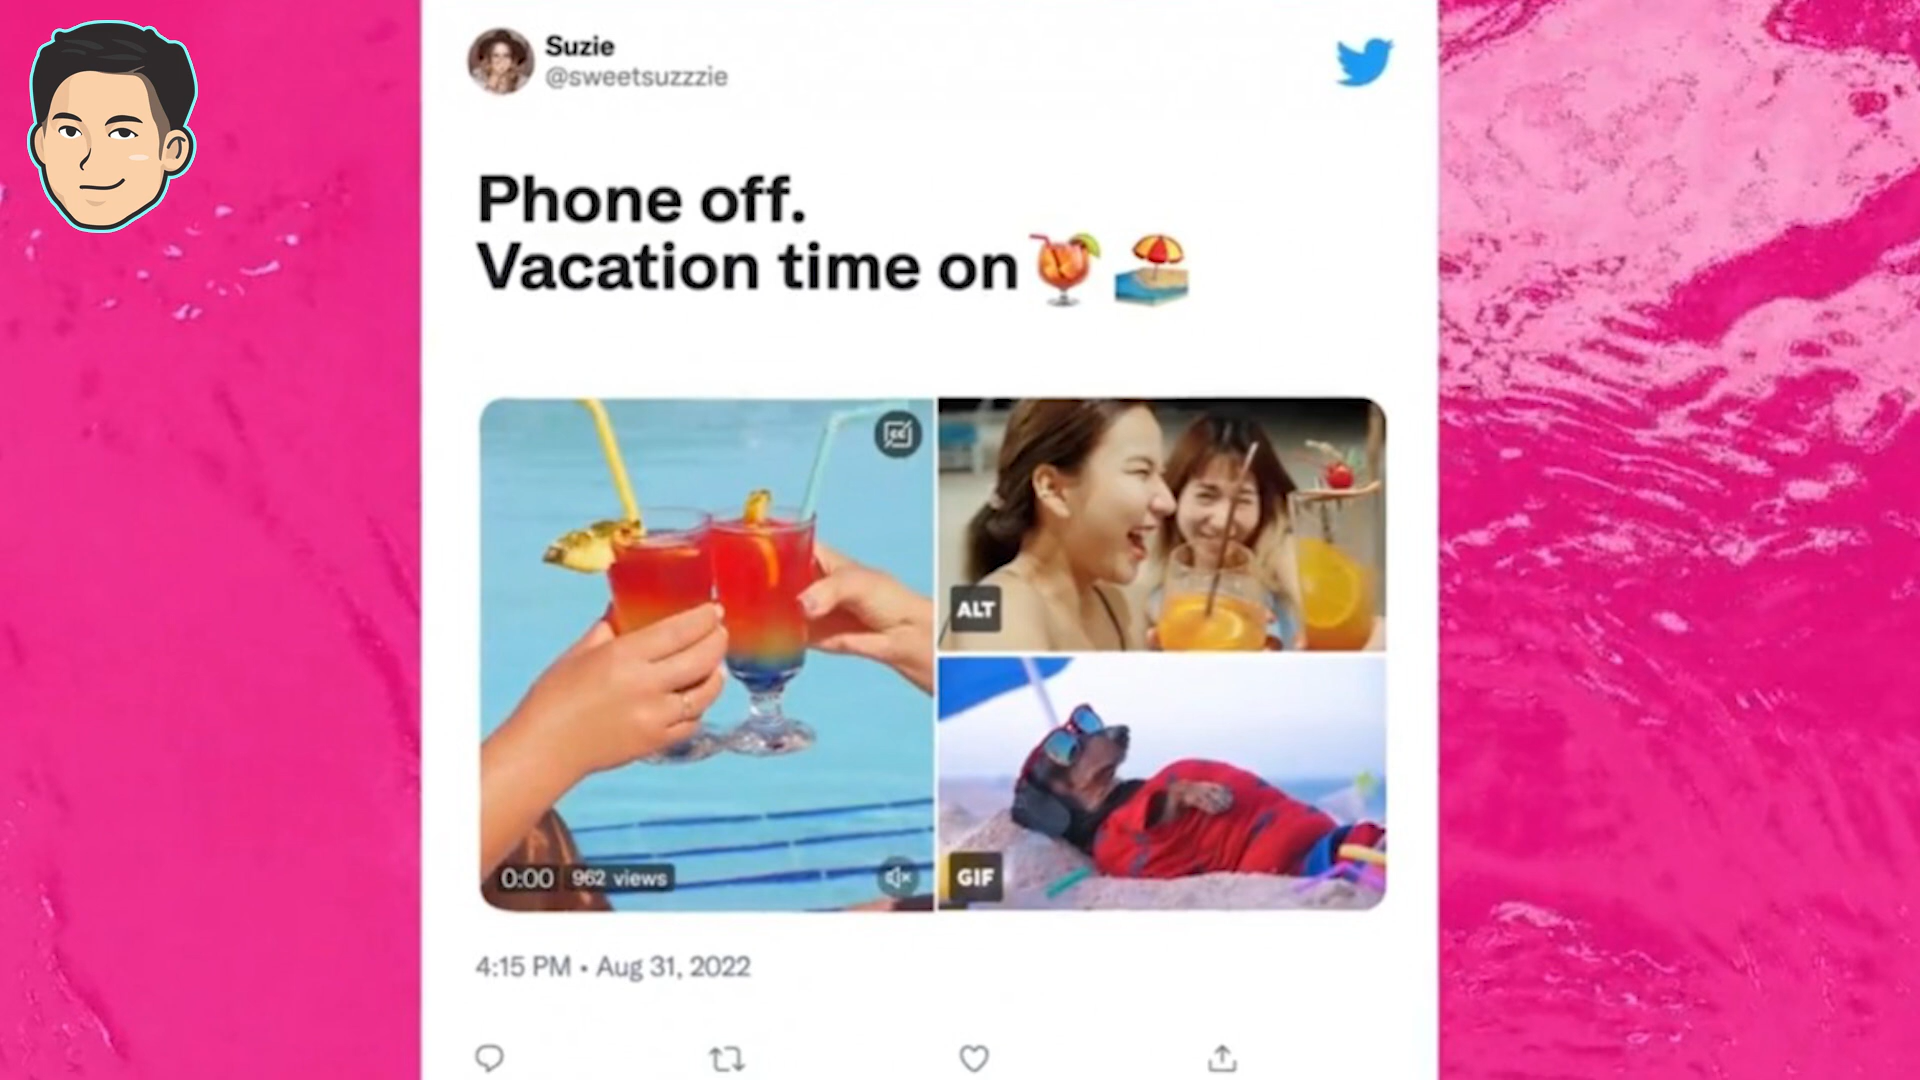 Suzie
@sweetsuzzzie
Phone off.
Vacation time on
CC
ALT
0:00 962 views
GIF
4:15 PM • Aug 31, 2022